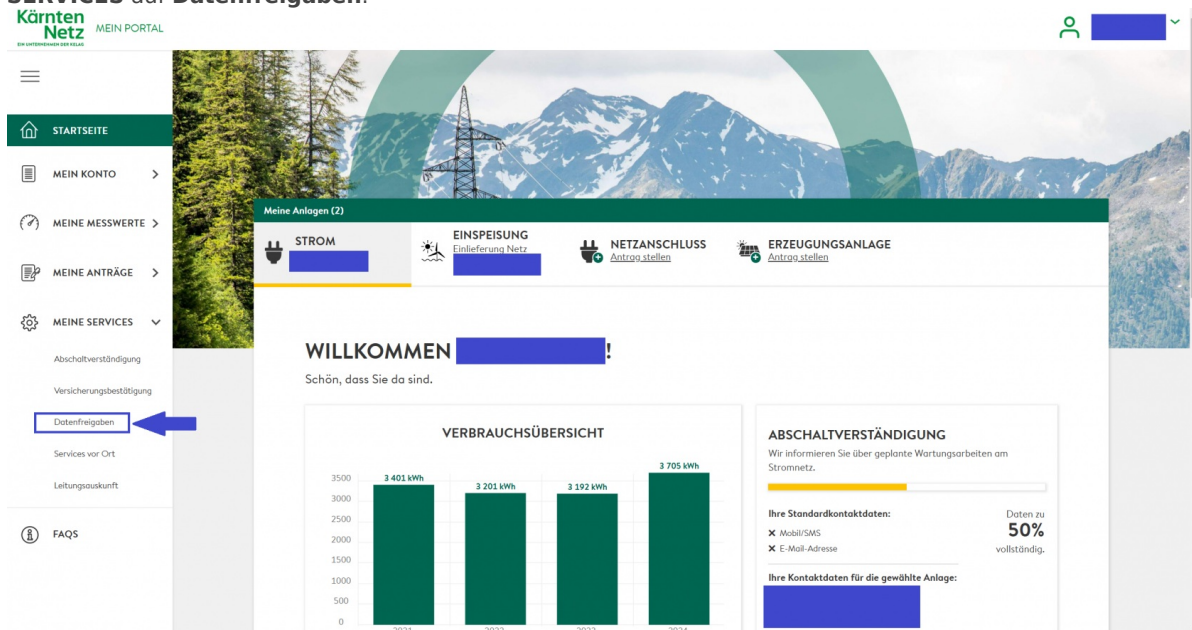 SERVICES auf Datenfreigaben.
Kärnten
Netz
MEIN PORTAL
EIN UNTERNEHMEN DER KELAG
STARTSEITE
MEIN KONTO
MEINE MESSWERTE
MEINE ANTRÄGE
MEINE SERVICES
Abschaltverständigung
Versicherungsbestätigung
Datenfreigaben
Services vor Ort
Leitungsauskunft
FAQS
Meine Anlagen (2)
STROM
EINSPEISUNG
Einlieferung Netz
NETZANSCHLUSS
Antrag stellen
ERZEUGUNGSANLAGE
Antrag stellen
WILLKOMMEN !
Schön, dass Sie da sind.
VERBRAUCHSÜBERSICHT
3500
3000
2500
2000
1500
1000
500
0
3 401 kWh
3 201 kWh
3 192 kWh
3 705 kWh
2021 2022 2023 2024
ABSCHALTVERSTÄNDIGUNG
Wir informieren Sie über geplante Wartungsarbeiten am
Stromnetz.
Ihre Standardkontaktdaten:
X Mobil/SMS
X E-Mail-Adresse
Daten zu
50%
vollständig.
Ihre Kontaktdaten für die gewählte Anlage: